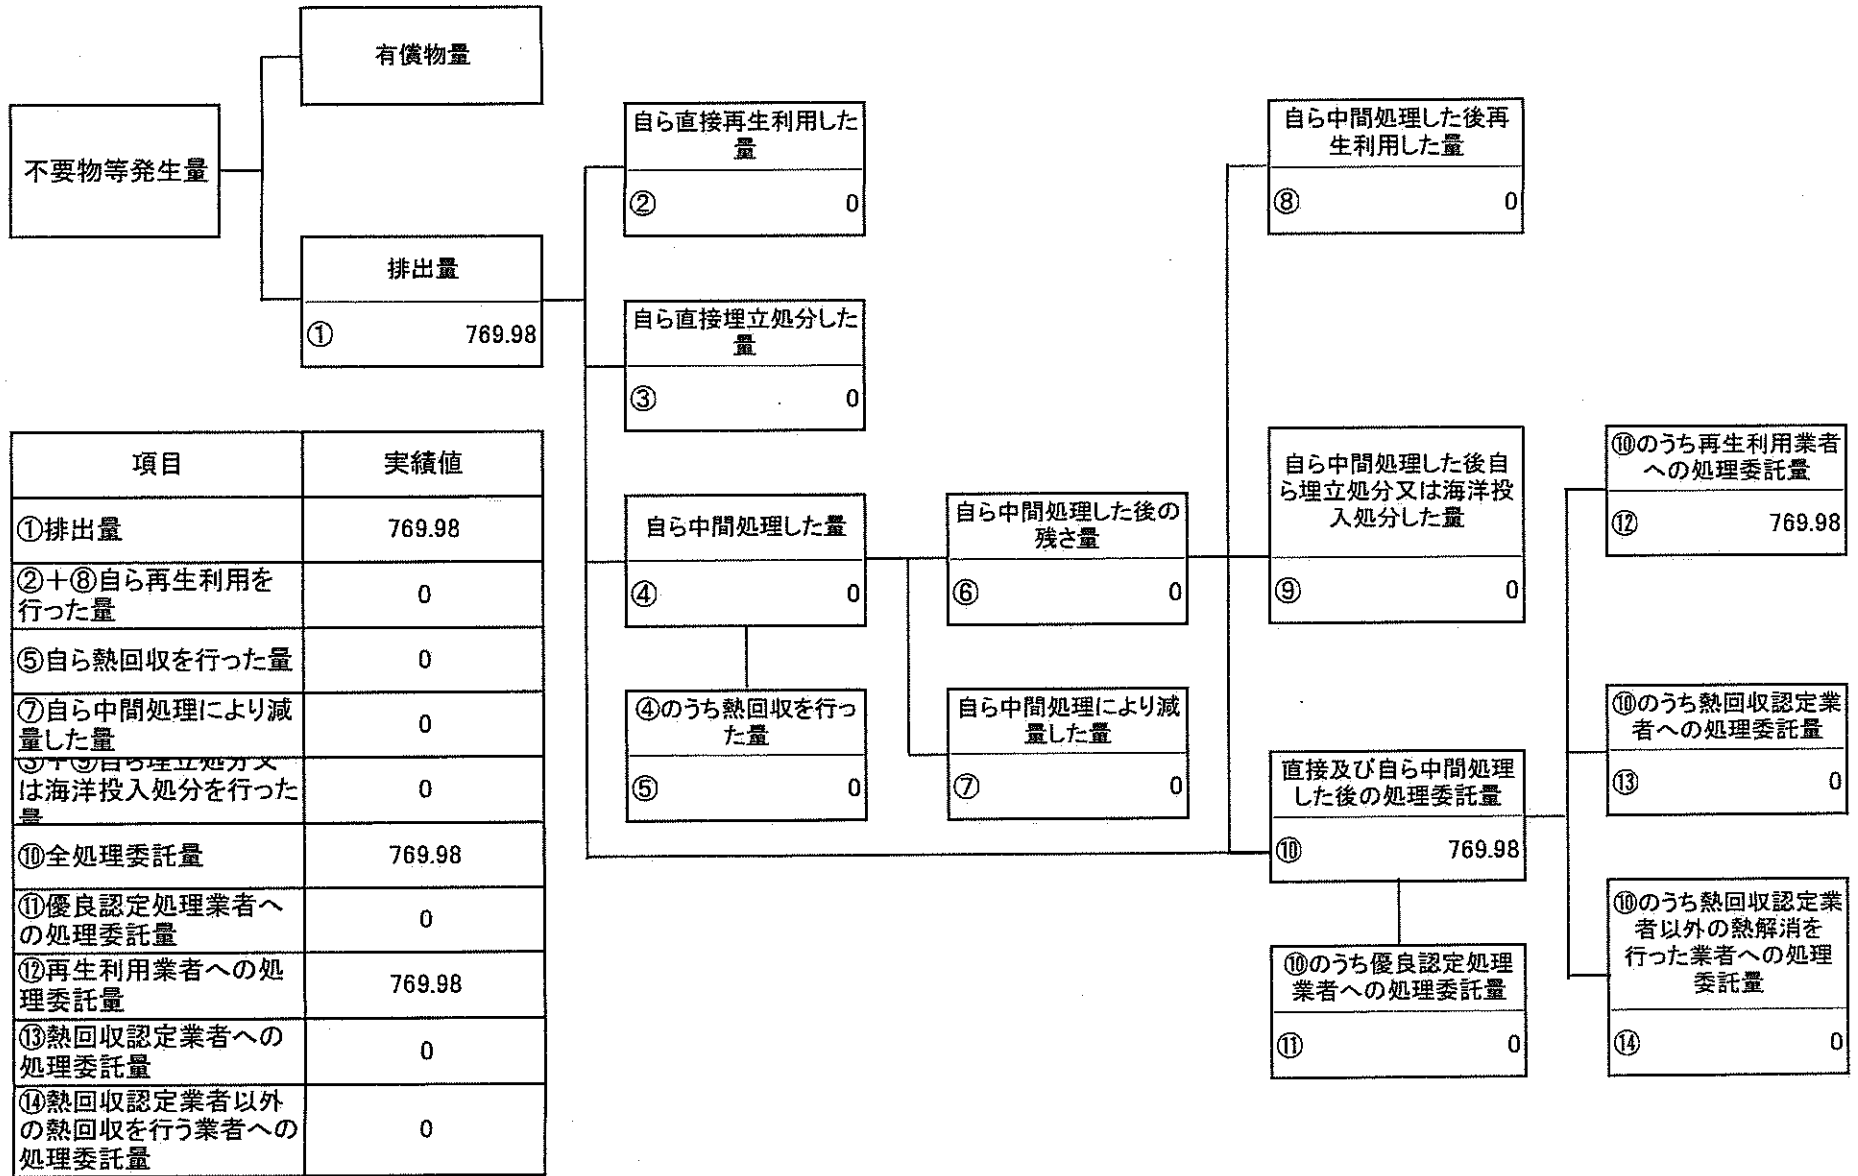 有償物量
不要物等発生量
排出量
① 769.98
自ら直接再生利用した
量
② 0
自ら直接埋立処分した
量
③ 0
自ら中間処理した量
④ 0
④のうち熱回収を行っ
た量
⑤ 0
自ら中間処理した後の
残さ量
⑥ 0
自ら中間処理により減
量した量
⑦ 0
自ら中間処理した後再
生利用した量
⑧ 0
自ら中間処理した後自
ら埋立処分又は海洋投
入処分した量
⑨ 0
直接及び自ら中間処理
した後の処理委託量
⑩ 769.98
⑩のうち優良認定処理
業者への処理委託量
⑪ 0
⑩のうち再生利用業者
への処理委託量
⑫ 769.98
⑩のうち熱回収認定業
者への処理委託量
⑬ 0
⑩のうち熱回収認定業
者以外の熱解消を
行った業者への処理
委託量
⑭ 0
項目 実績値
①排出量 769.98
②+⑧自ら再生利用を
行った量 0
⑤自ら熱回収を行った量 0
⑦自ら中間処理により減
量した量 0
③+⑨自ら埋立処分又
は海洋投入処分を行った
量 0
⑩全処理委託量 769.98
⑪優良認定処理業者へ
の処理委託量 0
⑫再生利用業者への処
理委託量 769.98
⑬熱回収認定業者への
処理委託量 0
⑭熱回収認定業者以外
の熱回収を行う業者への
処理委託量 0